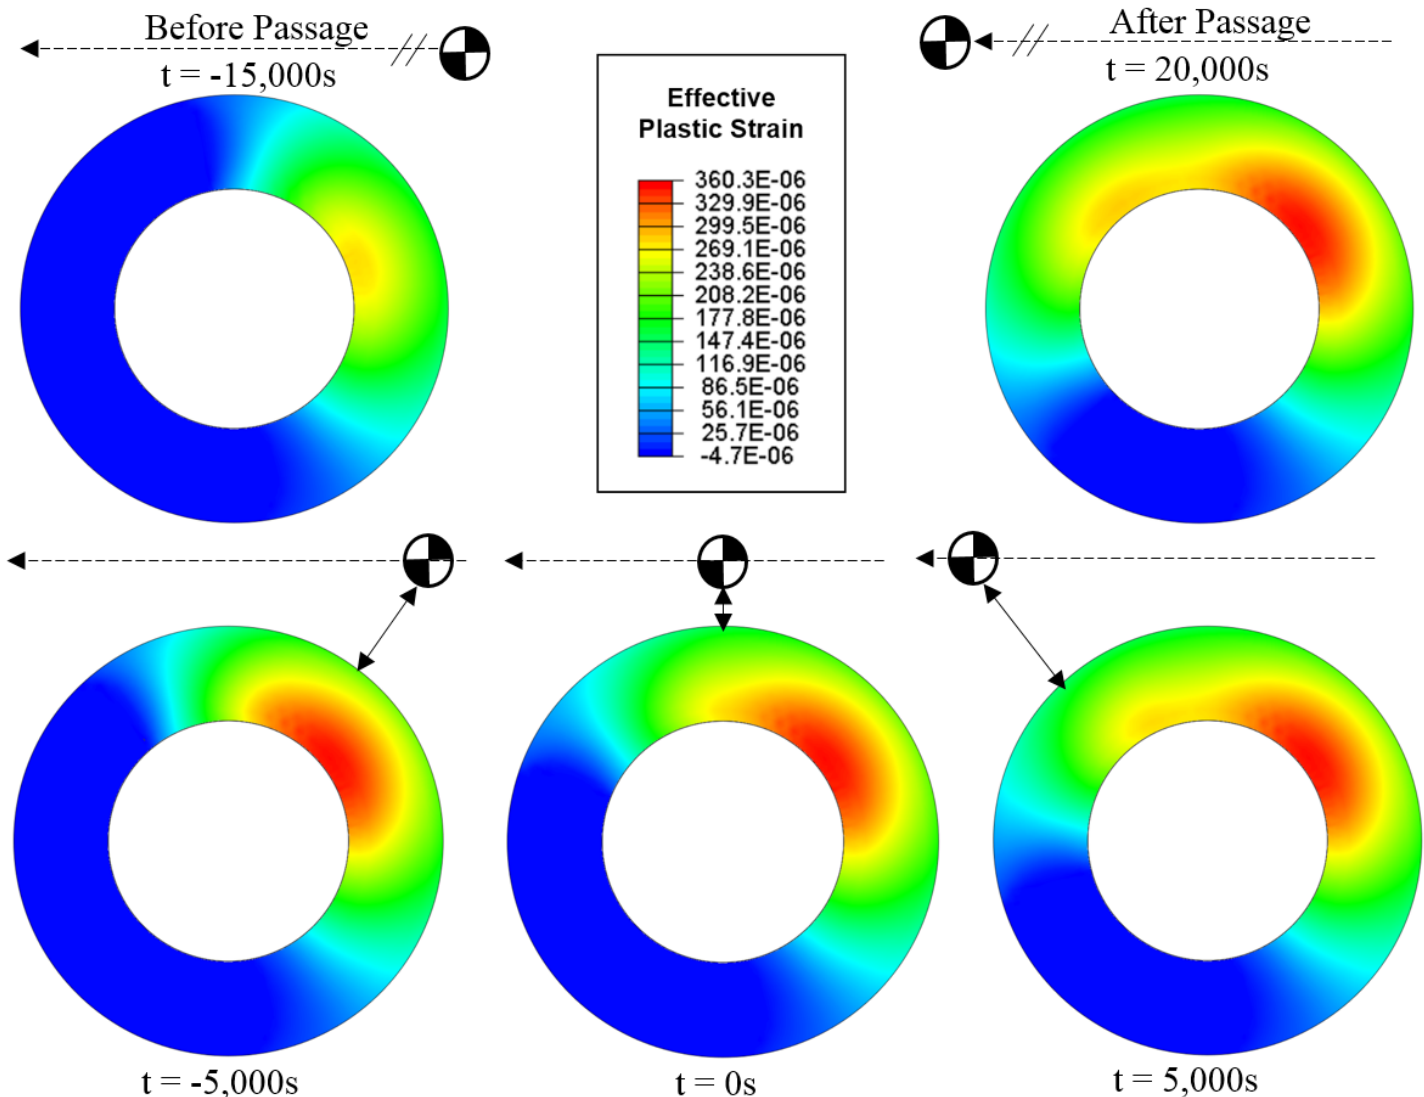 Before Passage
t = -15,000s
After Passage
t = 20,000s
Effective
Plastic Strain
360.3E-06
329.9E-06
299.5E-06
269.1E-06
238.6E-06
208.2E-06
177.8E-06
147.4E-06
116.9E-06
86.5E-06
56.1E-06
25.7E-06
-4.7E-06
t = -5,000s
t = 0s
t = 5,000s